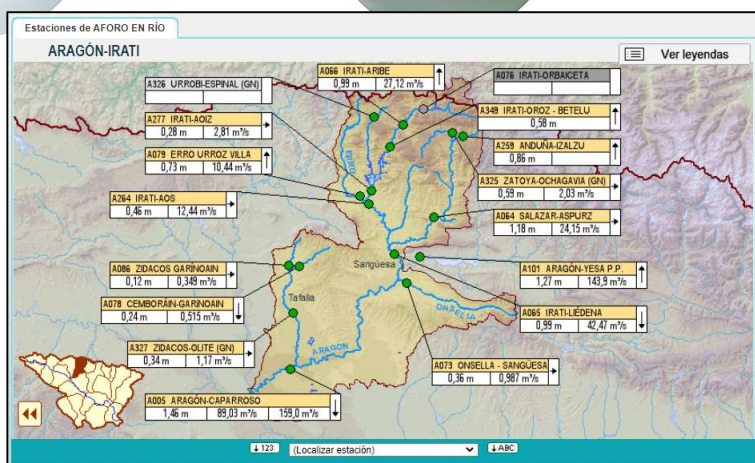 Estaciones de AFORO EN RÍO
ARAGÓN-IRATI
Ver leyendas
A066 IRATI-ARIBE
0,99 m 27,12 m³/s
A076 IRATI-ORBAICETA
A326 URROBI-ESPINAL (GN)
A277 IRATI-AOIZ
0,28 m 2,81 m³/s
A349 IRATI-OROZ - BETELU
0,58 m
A079 ERRO URROZ VILLA
0,73 m 10,44 m³/s
A259 ANDUÑA-IZALZU
0,86 m
A325 ZATOYA-OCHAGAVIA (GN)
0,59 m 2,03 m³/s
A264 IRATI-AOS
0,46 m 12,44 m³/s
A064 SALAZAR-ASPURZ
1,18 m 24,15 m³/s
ERRO
A086 ZIDACOS GARÍNOAIN
0,12 m 0,349 m³/s
Sangüesa
A101 ARAGÓN-YESA P.P.
1,27 m 143,9 m³/s
A078 CEMBORÁIN-GARÍNOAIN
0,24 m 0,515 m³/s
Tafalla
A065 IRATI-LIÉDENA
0,99 m 42,47 m³/s
ONSELLA
A327 ZIDACOS-OLITE (GN)
0,34 m 1,17 m³/s
ARAGON
A073 ONSELLA - SANGÜESA
0,36 m 0,987 m³/s
A005 ARAGÓN-CAPARROSO
1,46 m 89,03 m³/s 159,0 m³/s
↓123 (Localizar estación) ↓ABC